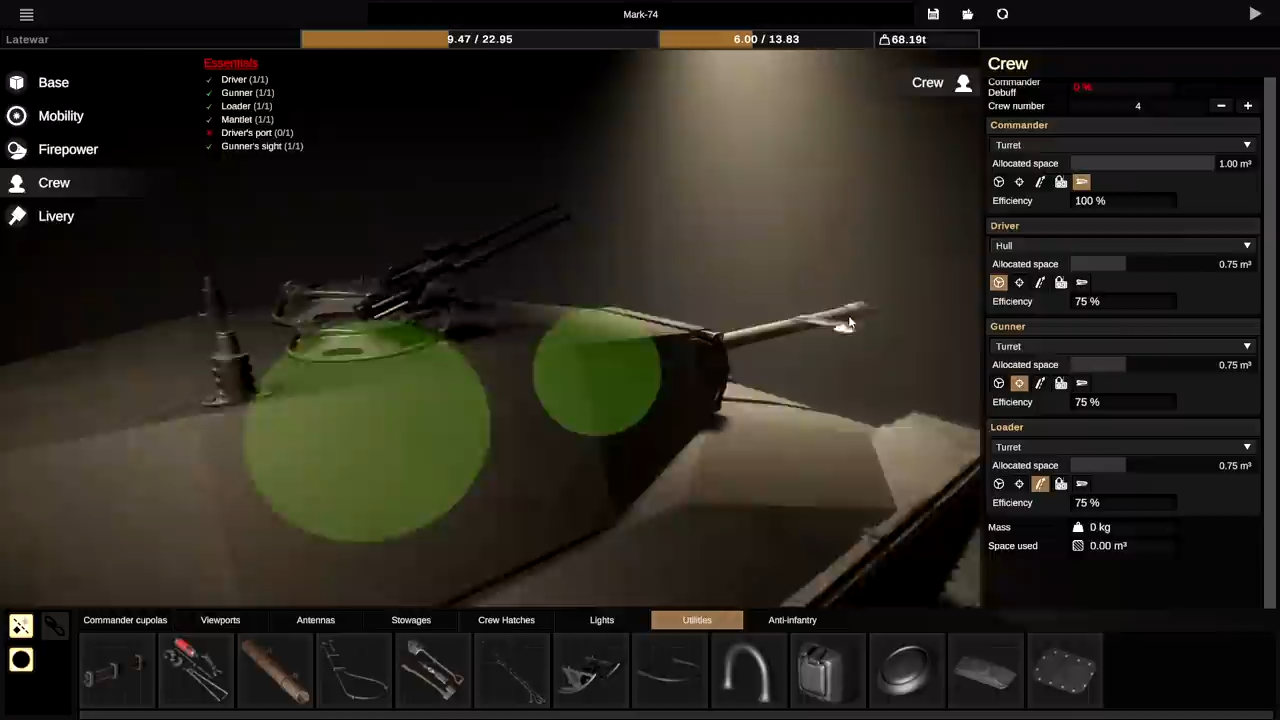 Mark-74
Latewar
9.47 / 22.95
6.00 / 13.83
68.19t
Base
Mobility
Firepower
Crew
Livery
Essentials
Driver (1/1)
Gunner (1/1)
Loader (1/1)
Mantlet (1/1)
Driver's port (0/1)
Gunner's sight (1/1)
Crew
Crew
Commander
Debuff
0 %
Crew number
4
Commander
Turret
Allocated space
1.00 m³
Efficiency
100 %
Driver
Hull
Allocated space
0.75 m³
Efficiency
75 %
Gunner
Turret
Allocated space
0.75 m³
Efficiency
75 %
Loader
Turret
Allocated space
0.75 m³
Efficiency
75 %
Mass
0 kg
Space used
0.00 m³
Commander cupolas
Viewports
Antennas
Stowages
Crew Hatches
Lights
Utilities
Anti-infantry